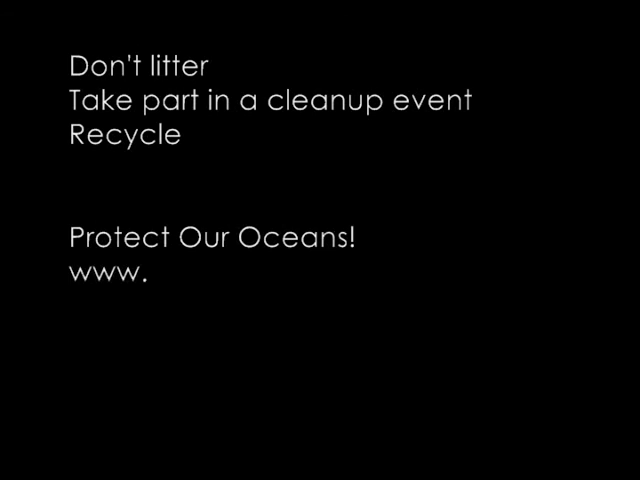 Don't litter
Take part in a cleanup event
Recycle
Protect Our Oceans!
www.